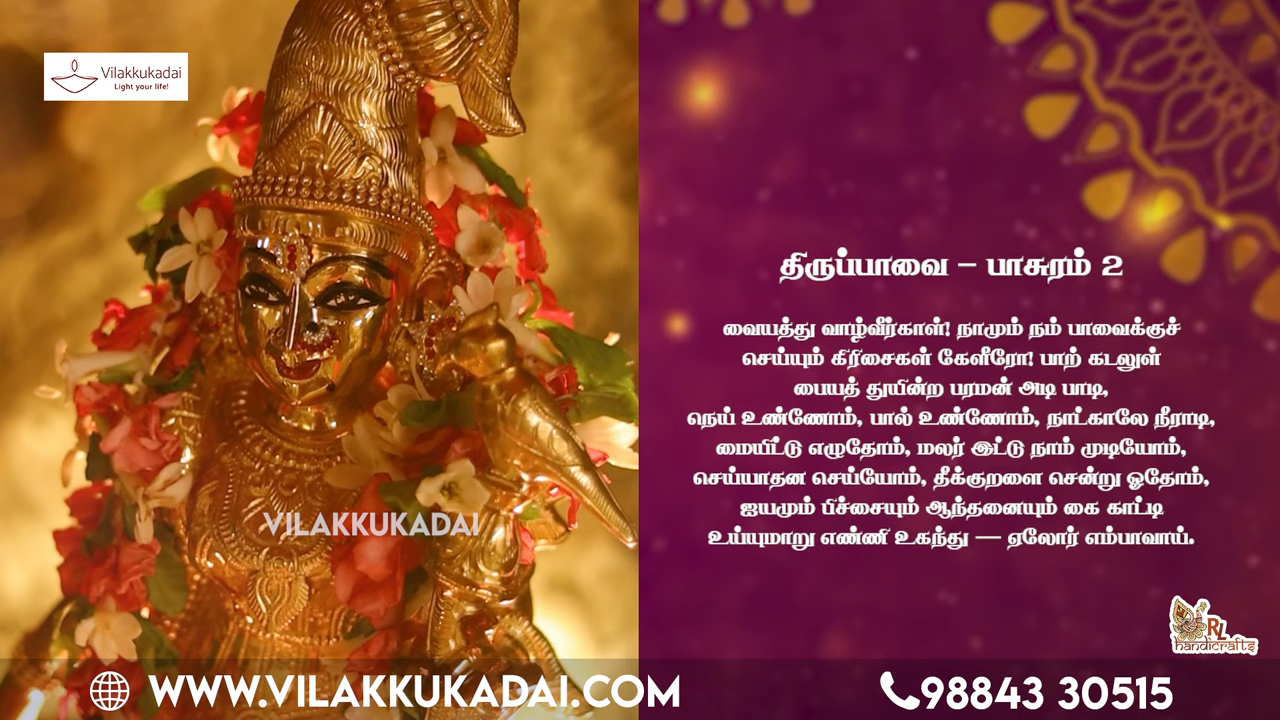 Vilakkukadai
Light your life!
VILAKKUKADAI
திருப்பாவை – பாசுரம் 2
வையத்து வாழ்வீர்காள்! நாமும் நம் பாவைக்குச்
செய்யும் கிரிசைகள் கேளீரோ! பாற் கடலுள்
பையத் துயின்ற பரமன் அடி பாடி,
நெய் உண்ணோம், பால் உண்ணோம், நாட்காலே நீராடி,
மையிட்டு எழுதோம், மலர் இட்டு நாம் முடியோம்,
செய்யாதன செய்யோம், தீக்குறளை சென்று ஓதோம்,
ஐயமும் பிச்சையும் ஆந்தனையும் கை காட்டி
உய்யுமாறு எண்ணி உகந்து — ஏலோர் எம்பாவாய்.
RL
handicrafts
WWW.VILAKKUKADAI.COM
98843 30515